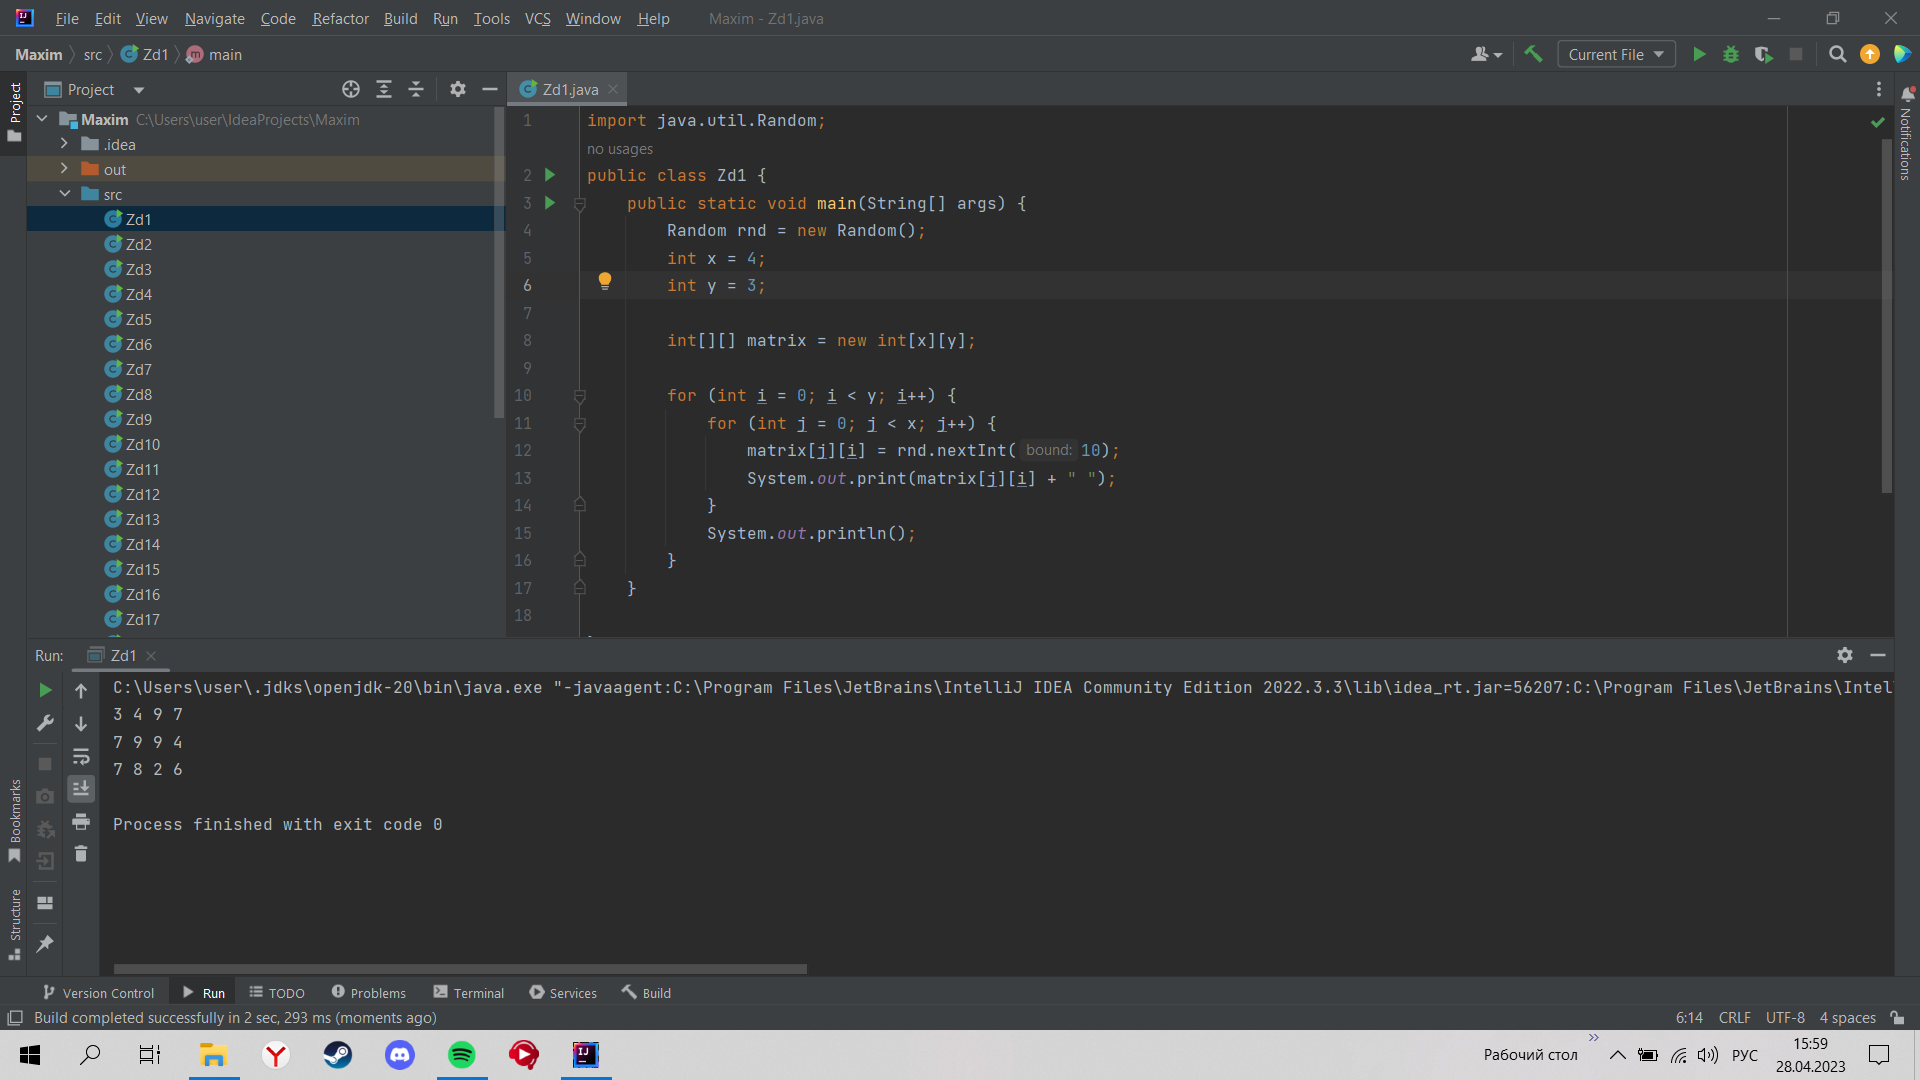 File Edit View Navigate Code Refactor Build Run Tools VCS Window Help Maxim - Zd1.java
Maxim src Zd1 main Current File
Project Zd1.java
Project
Notifications
Maxim C:\Users\user\IdeaProjects\Maxim
.idea
out
src
Zd1
Zd2
Zd3
Zd4
Zd5
Zd6
Zd7
Zd8
Zd9
Zd10
Zd11
Zd12
Zd13
Zd14
Zd15
Zd16
Zd17
1 import java.util.Random;
no usages
2 public class Zd1 {
3 public static void main(String[] args) {
4 Random rnd = new Random();
5 int x = 4;
6 int y = 3;
7
8 int[][] matrix = new int[x][y];
9
10 for (int i = 0; i < y; i++) {
11 for (int j = 0; j < x; j++) {
12 matrix[j][i] = rnd.nextInt( bound: 10);
13 System.out.print(matrix[j][i] + " ");
14 }
15 System.out.println();
16 }
17 }
18
Run: Zd1
C:\Users\user\.jdks\openjdk-20\bin\java.exe "-javaagent:C:\Program Files\JetBrains\IntelliJ IDEA Community Edition 2022.3.3\lib\idea_rt.jar=56207:C:\Program Files\JetBrains\Intel
3 4 9 7
7 9 9 4
7 8 2 6
Process finished with exit code 0
Bookmarks
Structure
Version Control Run TODO Problems Terminal Services Build
Build completed successfully in 2 sec, 293 ms (moments ago) 6:14 CRLF UTF-8 4 spaces
Рабочий стол РУС 15:59
28.04.2023